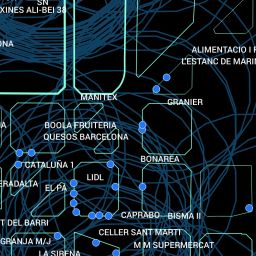 SN
XINES ALI-BEI 38
ONA
ALIMENTACIO I F
L'ESTANC DE MARIN
MANITEX
GRANIER
BOOLA FRUITERIA
QUESOS BARCELONA
BONAREA
CATALUÑA 1
LIDL
ERADALTA
EL PÀ
CAPRABO
BISMA II
T DEL BARRI
CELLER SANT MARTI
GRANJA M/J
M M SUPERMERCAT
LA SIRENA